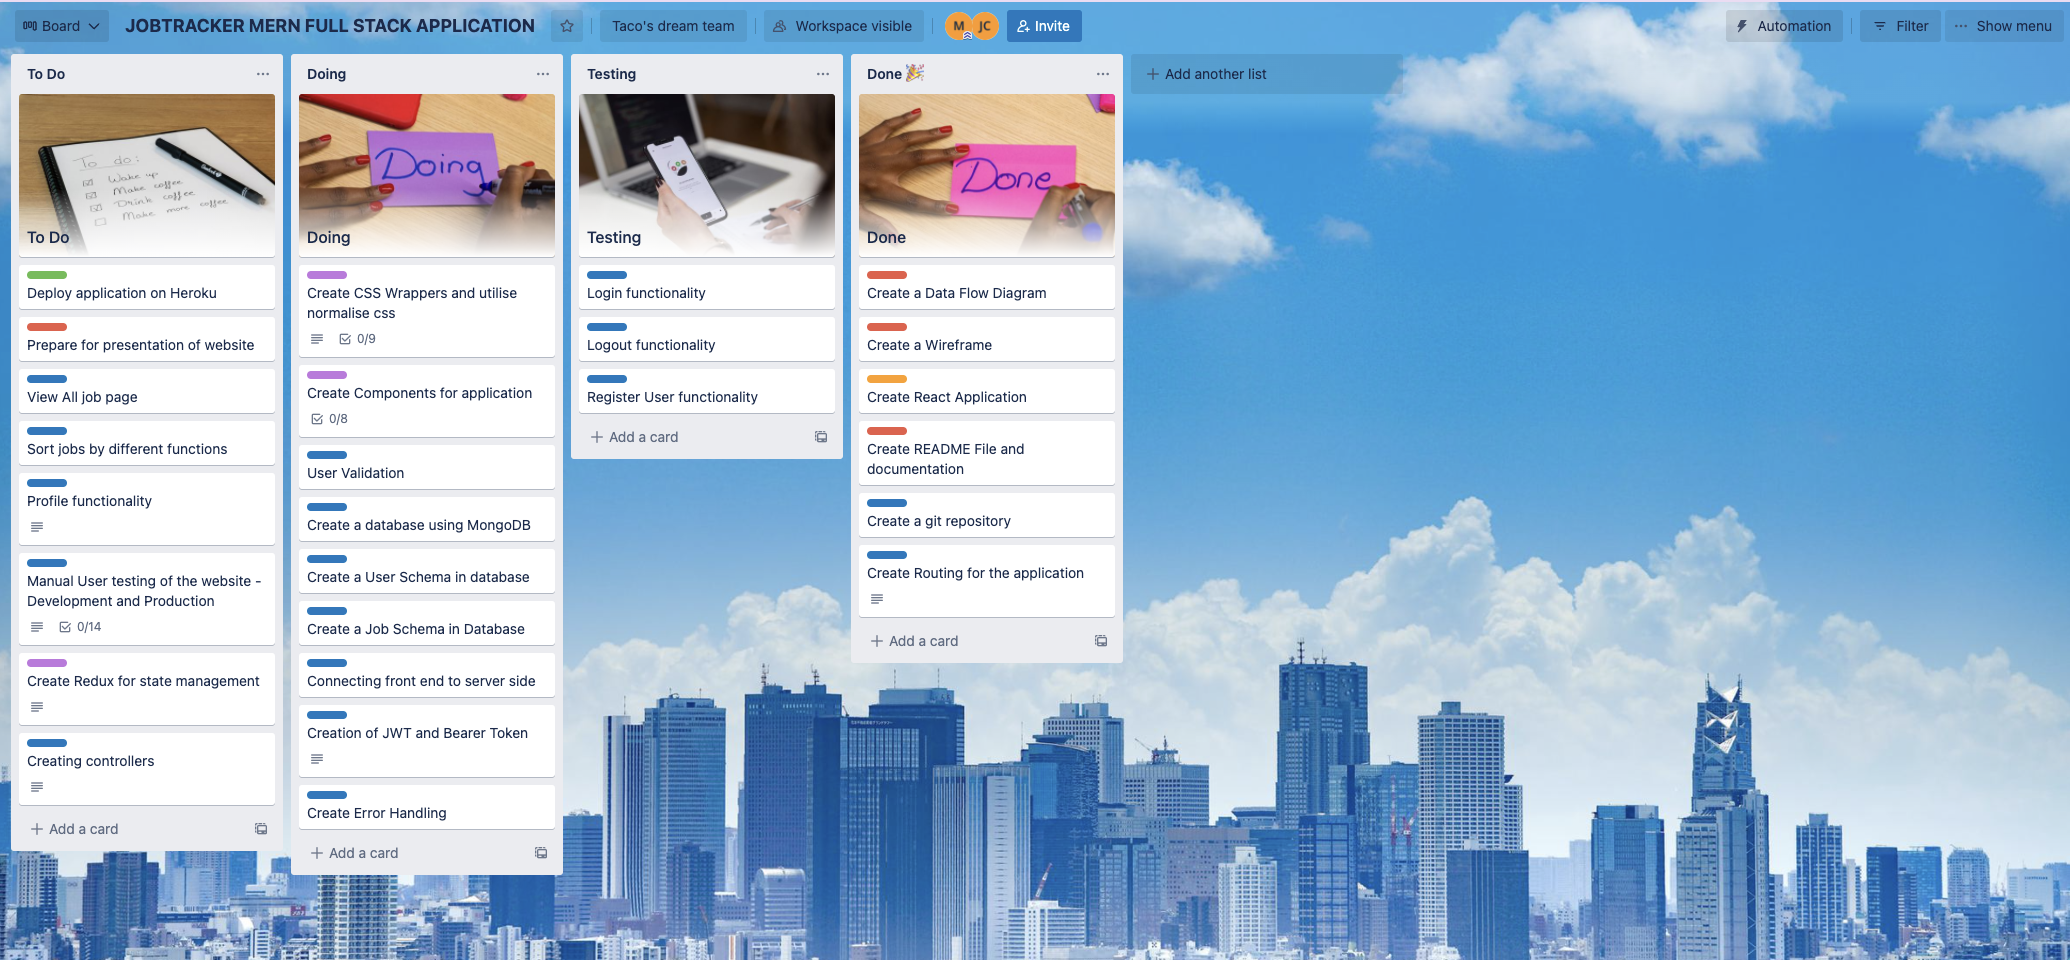 Board
JOBTRACKER MERN FULL STACK APPLICATION
Taco's dream team
Workspace visible
M
JC
Invite
Automation
Filter
Show menu
To Do
To do:
Wake up
Make coffee
Drink coffee
Make more coffee
To Do
Deploy application on Heroku
Prepare for presentation of website
View All job page
Sort jobs by different functions
Profile functionality
Manual User testing of the website -
Development and Production
0/14
Create Redux for state management
Creating controllers
Add a card
Doing
Doing
Doing
Create CSS Wrappers and utilise
normalise css
0/9
Create Components for application
0/8
User Validation
Create a database using MongoDB
Create a User Schema in database
Create a Job Schema in Database
Connecting front end to server side
Creation of JWT and Bearer Token
Create Error Handling
Add a card
Testing
Testing
Login functionality
Logout functionality
Register User functionality
Add a card
Done
Done
Done
Create a Data Flow Diagram
Create a Wireframe
Create React Application
Create README File and
documentation
Create a git repository
Create Routing for the application
Add a card
Add another list